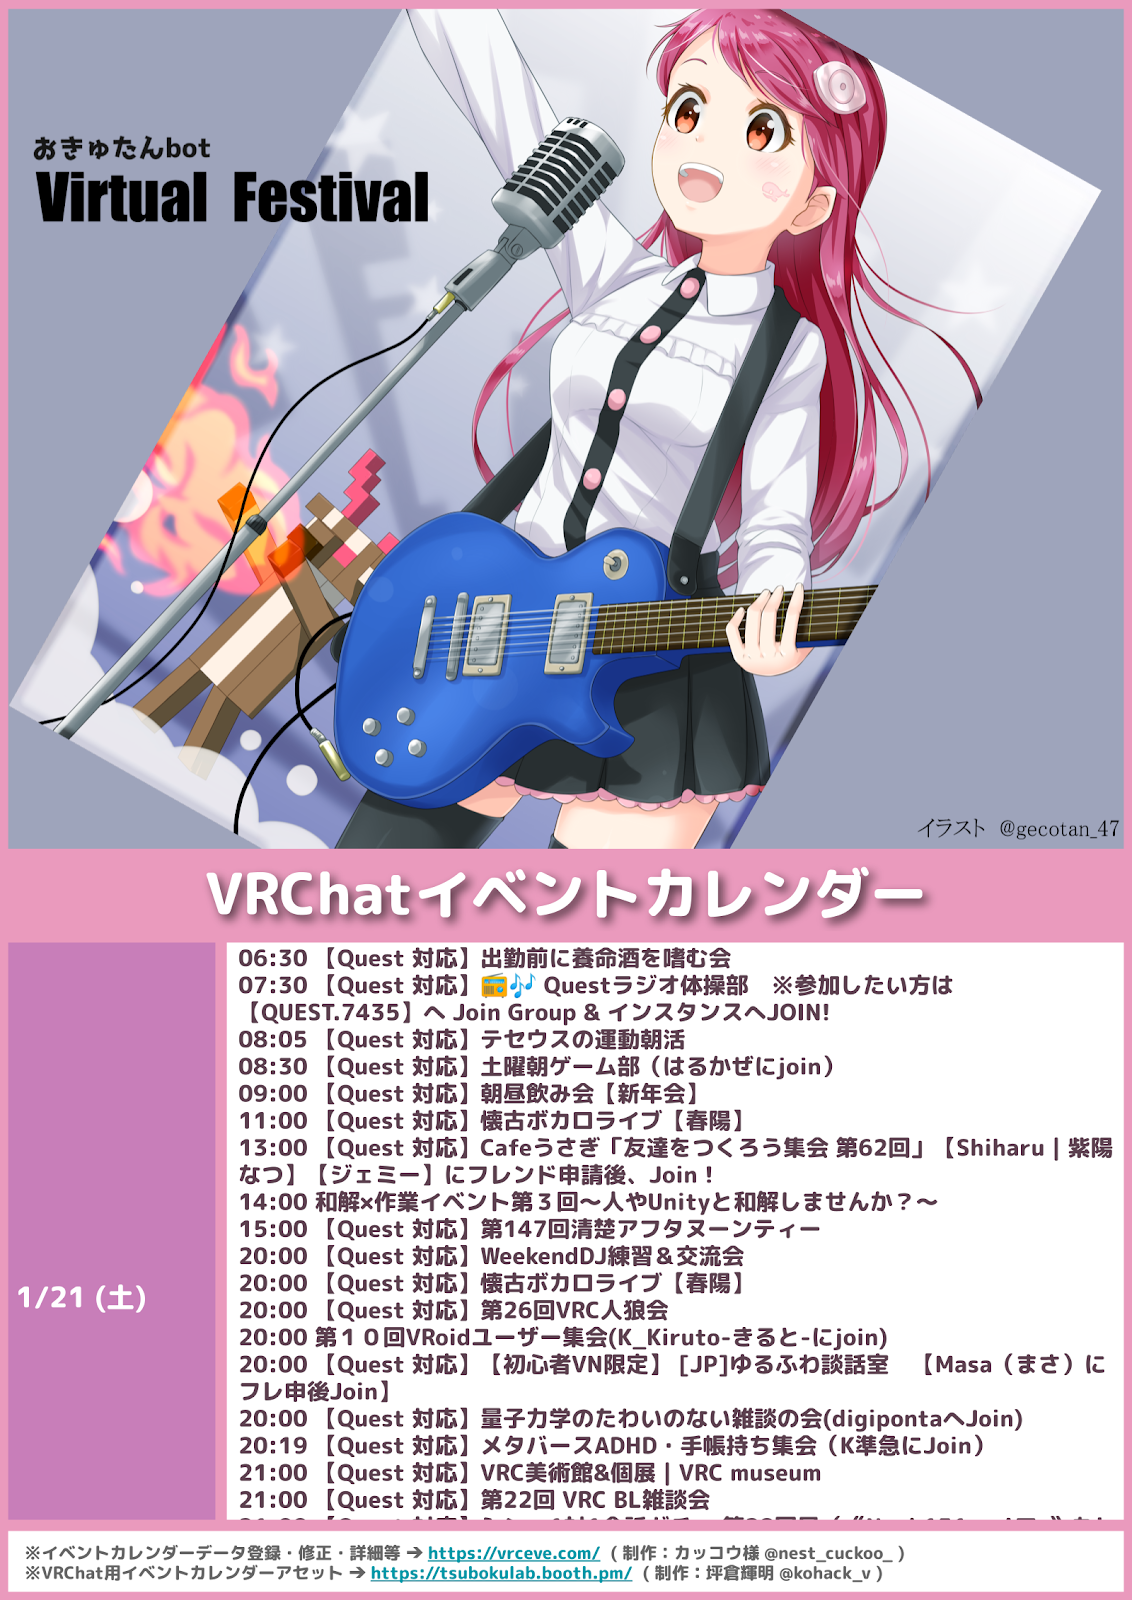 おきゅたんbot
Virtual Festival
イラスト @gecotan_47
VRChatイベントカレンダー
1/21 (土)
06:30 【Quest 対応】出勤前に養命酒を嗜む会
07:30 【Quest 対応】📻🎶 Questラジオ体操部　※参加したい方は
【QUEST.7435】へ Join Group & インスタンスへJOIN!
08:05 【Quest 対応】テセウスの運動朝活
08:30 【Quest 対応】土曜朝ゲーム部（はるかぜにjoin）
09:00 【Quest 対応】朝昼飲み会【新年会】
11:00 【Quest 対応】懐古ボカロライブ【春陽】
13:00 【Quest 対応】Cafeうさぎ「友達をつくろう集会 第62回」【Shiharu | 紫陽
なつ】【ジェミー】にフレンド申請後、Join！
14:00 和解×作業イベント第３回～人やUnityと和解しませんか？～
15:00 【Quest 対応】第147回清楚アフタヌーンティー
20:00 【Quest 対応】WeekendDJ練習＆交流会
20:00 【Quest 対応】懐古ボカロライブ【春陽】
20:00 【Quest 対応】第26回VRC人狼会
20:00 第１０回VRoidユーザー集会(K_Kiruto-きると-にjoin)
20:00 【Quest 対応】【初心者VN限定】 [JP]ゆるふわ談話室　【Masa（まさ）に
フレ申後Join】
20:00 【Quest 対応】量子力学のたわいのない雑談の会(digipontaへJoin)
20:19 【Quest 対応】メタバースADHD・手帳持ち集会（K準急にJoin）
21:00 【Quest 対応】VRC美術館&個展 | VRC museum
21:00 【Quest 対応】第22回 VRC BL雑談会
※イベントカレンダーデータ登録・修正・詳細等 ➔ https://vrceve.com/ （制作：カッコウ様 @nest_cuckoo_ ）
※VRChat用イベントカレンダーアセット ➔ https://tsubokulab.booth.pm/ （制作：坪倉輝明 @kohack_v ）